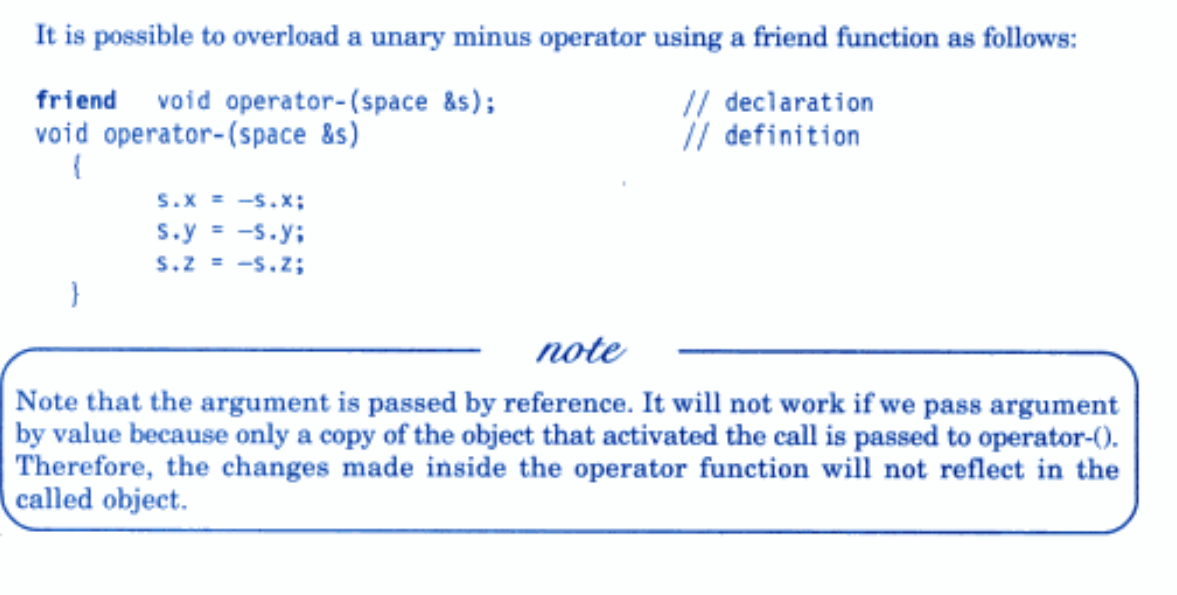 It is possible to overload a unary minus operator using a friend function as follows:
friend void operator-(space &s); // declaration
void operator-(space &s) // definition
{
s.x = -s.x;
s.y = -s.y;
s.z = -s.z;
}
note
Note that the argument is passed by reference. It will not work if we pass argument
by value because only a copy of the object that activated the call is passed to operator-().
Therefore, the changes made inside the operator function will not reflect in the
called object.